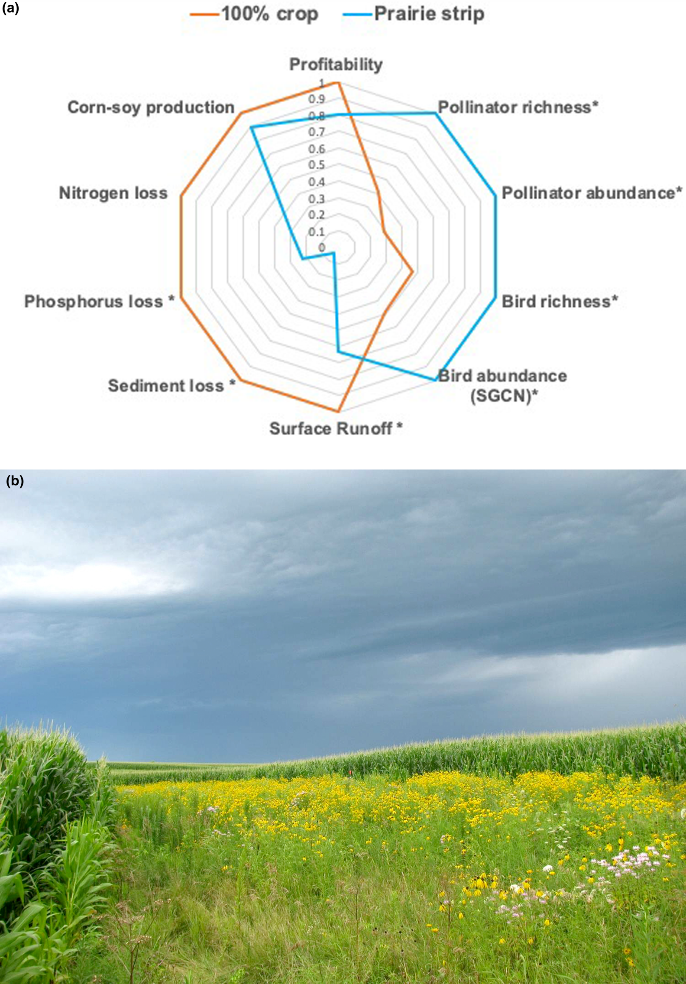 (a)
100% crop
Prairie strip
Profitability
1
0.9
0.8
0.7
0.6
0.5
0.4
0.3
0.2
0.1
0
Corn-soy production
Pollinator richness*
Nitrogen loss
Pollinator abundance*
Phosphorus loss *
Bird richness*
Sediment loss *
Bird abundance
(SGCN)*
Surface Runoff *
(b)